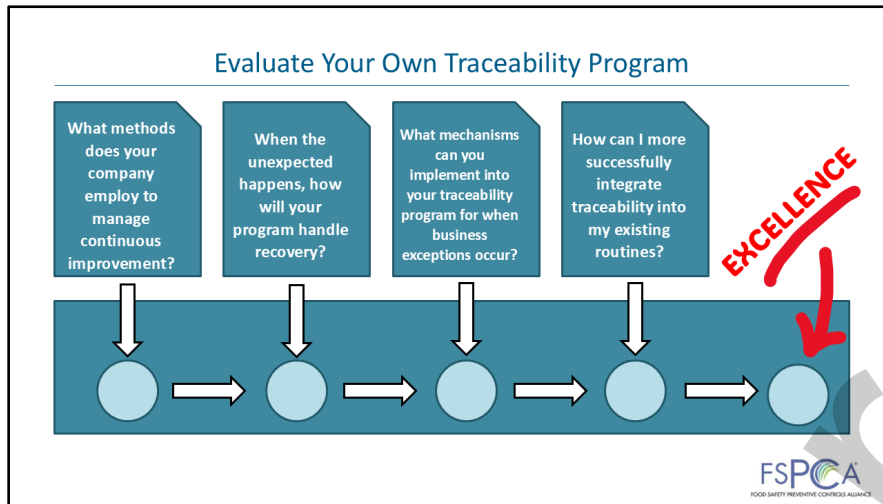 Evaluate Your Own Traceability Program
What methods
does your
company
employ to
manage
continuous
improvement?
When the
unexpected
happens, how
will your
program handle
recovery?
What mechanisms
can you
implement into
your traceability
program for when
business
exceptions occur?
How can I more
successfully
integrate
traceability into
my existing
routines?
EXCELLENCE
FSPCA
FOOD SAFETY PREVENTIVE CONTROLS ALLIANCE